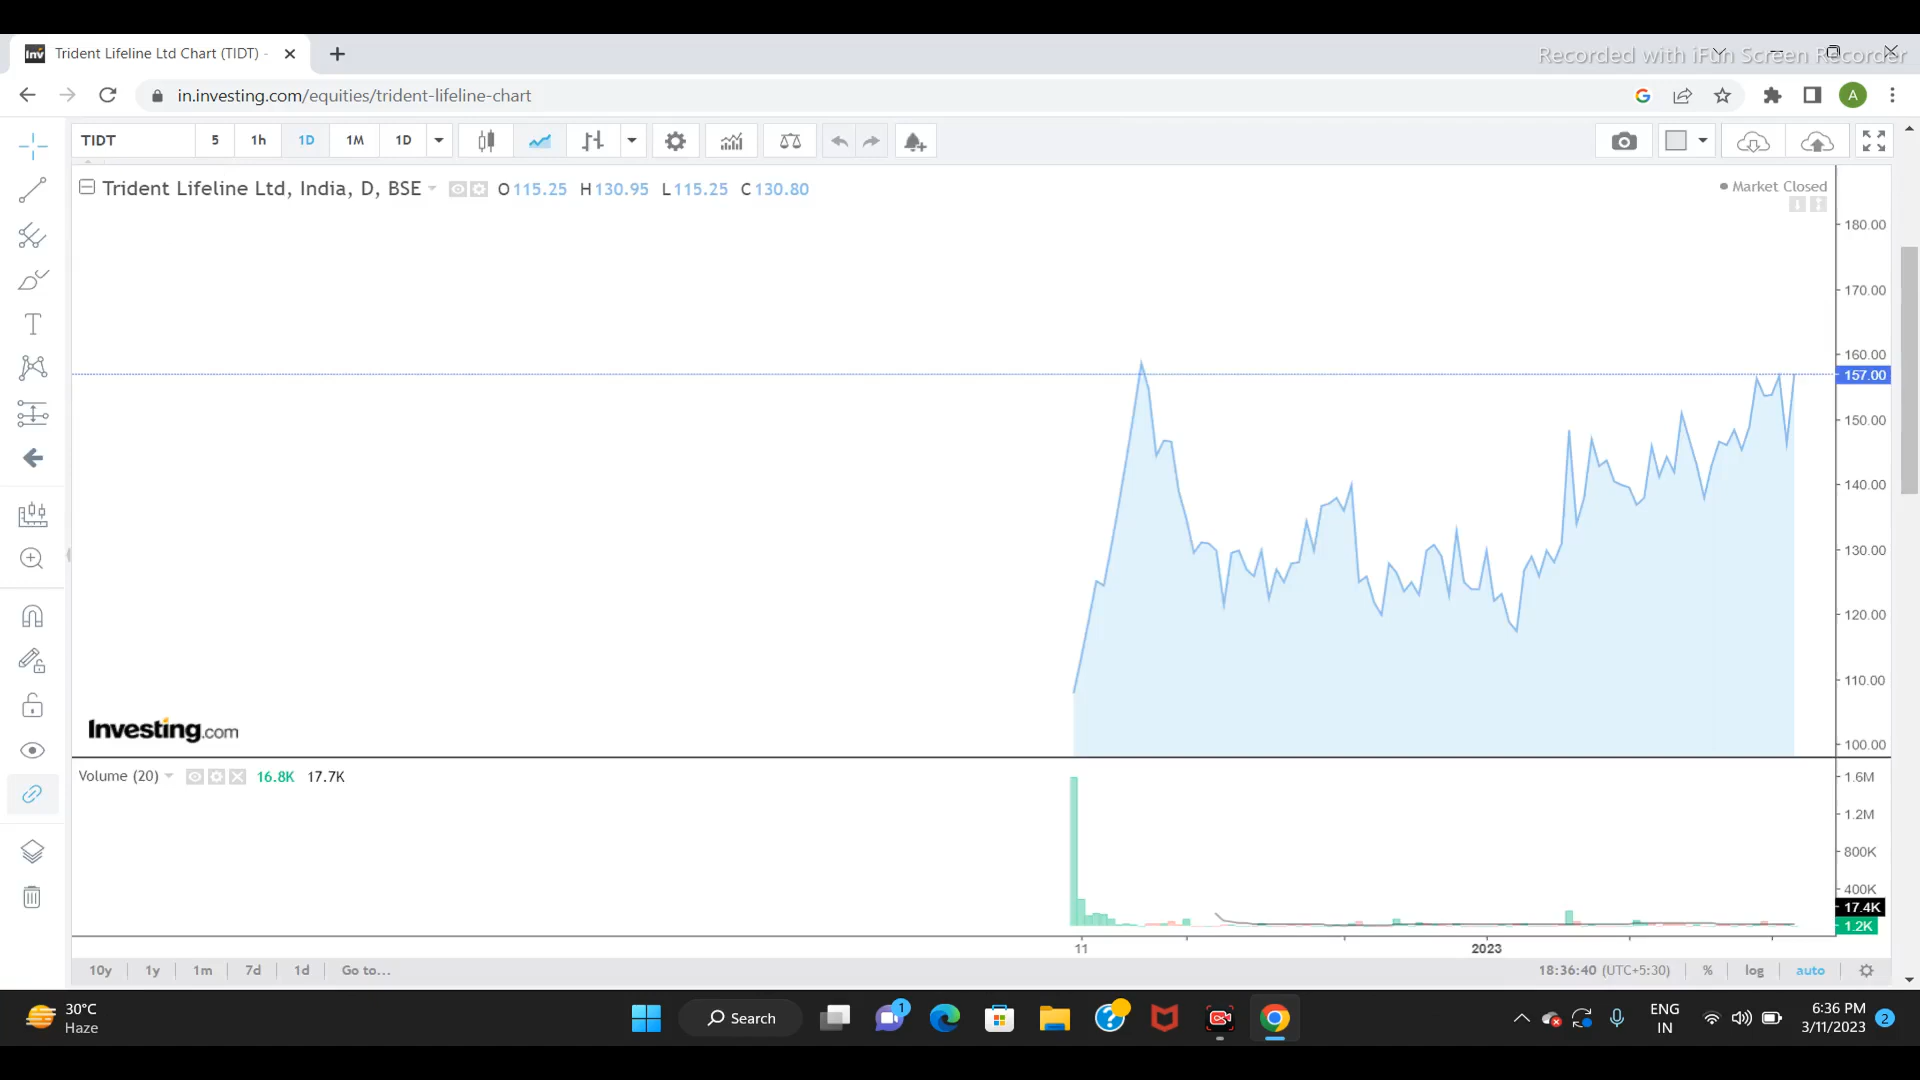 Trident Lifeline Ltd Chart (TIDT) -
Recorded with iFun Screen Recorder
in.investing.com/equities/trident-lifeline-chart
A
TIDT 5 1h 1D 1M 1D
Trident Lifeline Ltd, India, D, BSE O 115.25 H 130.95 L 115.25 C 130.80
Market Closed
180.00
170.00
160.00
157.00
150.00
140.00
130.00
120.00
110.00
100.00
Investing.com
Volume (20) 16.8K 17.7K
1.6M
1.2M
800K
400K
17.4K
1.2K
11 2023
10y 1y 1m 7d 1d Go to... 18:36:40 (UTC+5:30) % log auto
30°C
Haze
Search
1
ENG
IN
6:36 PM
3/11/2023
2